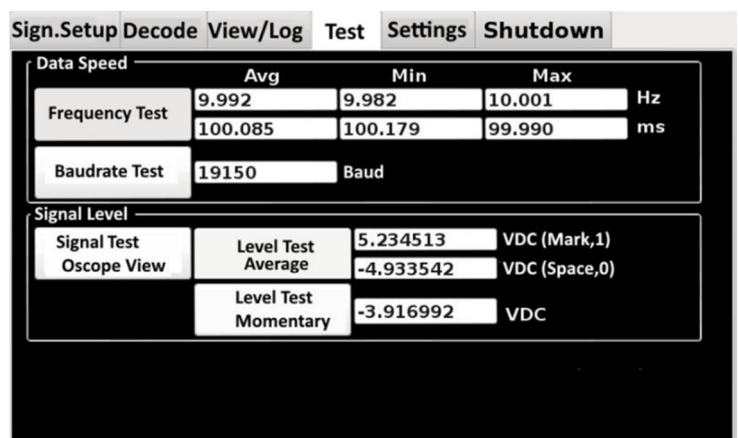 Sign.Setup Decode View/Log Test Settings Shutdown
Data Speed
Avg Min Max
Frequency Test
9.992 9.982 10.001 Hz
100.085 100.179 99.990 ms
Baudrate Test 19150 Baud
Signal Level
Signal Test
Oscope View
Level Test
Average
5.234513 VDC (Mark,1)
-4.933542 VDC (Space,0)
Level Test
Momentary
-3.916992 VDC